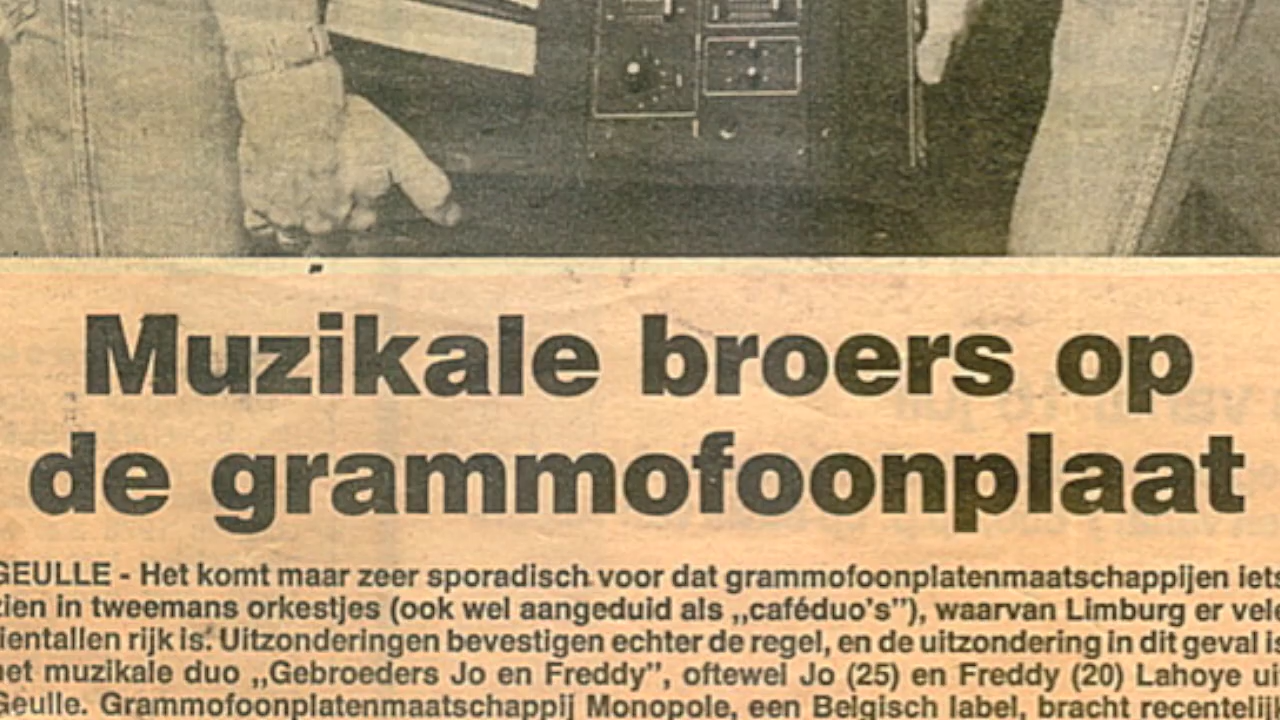 Muzikale broers op
de grammofoonplaat
GEULLE - Het komt maar zeer sporadisch voor dat grammofoonplatenmaatschappijen iets
zien in tweemans orkestjes (ook wel aangeduid als „caféduo's”), waarvan Limburg er vele
tientallen rijk is. Uitzonderingen bevestigen echter de regel, en de uitzondering in dit geval is
het muzikale duo „Gebroeders Jo en Freddy”, oftewel Jo (25) en Freddy (20) Lahoye uit
Geulle. Grammofoonplatenmaatschappij Monopole, een Belgisch label, bracht recentelijk